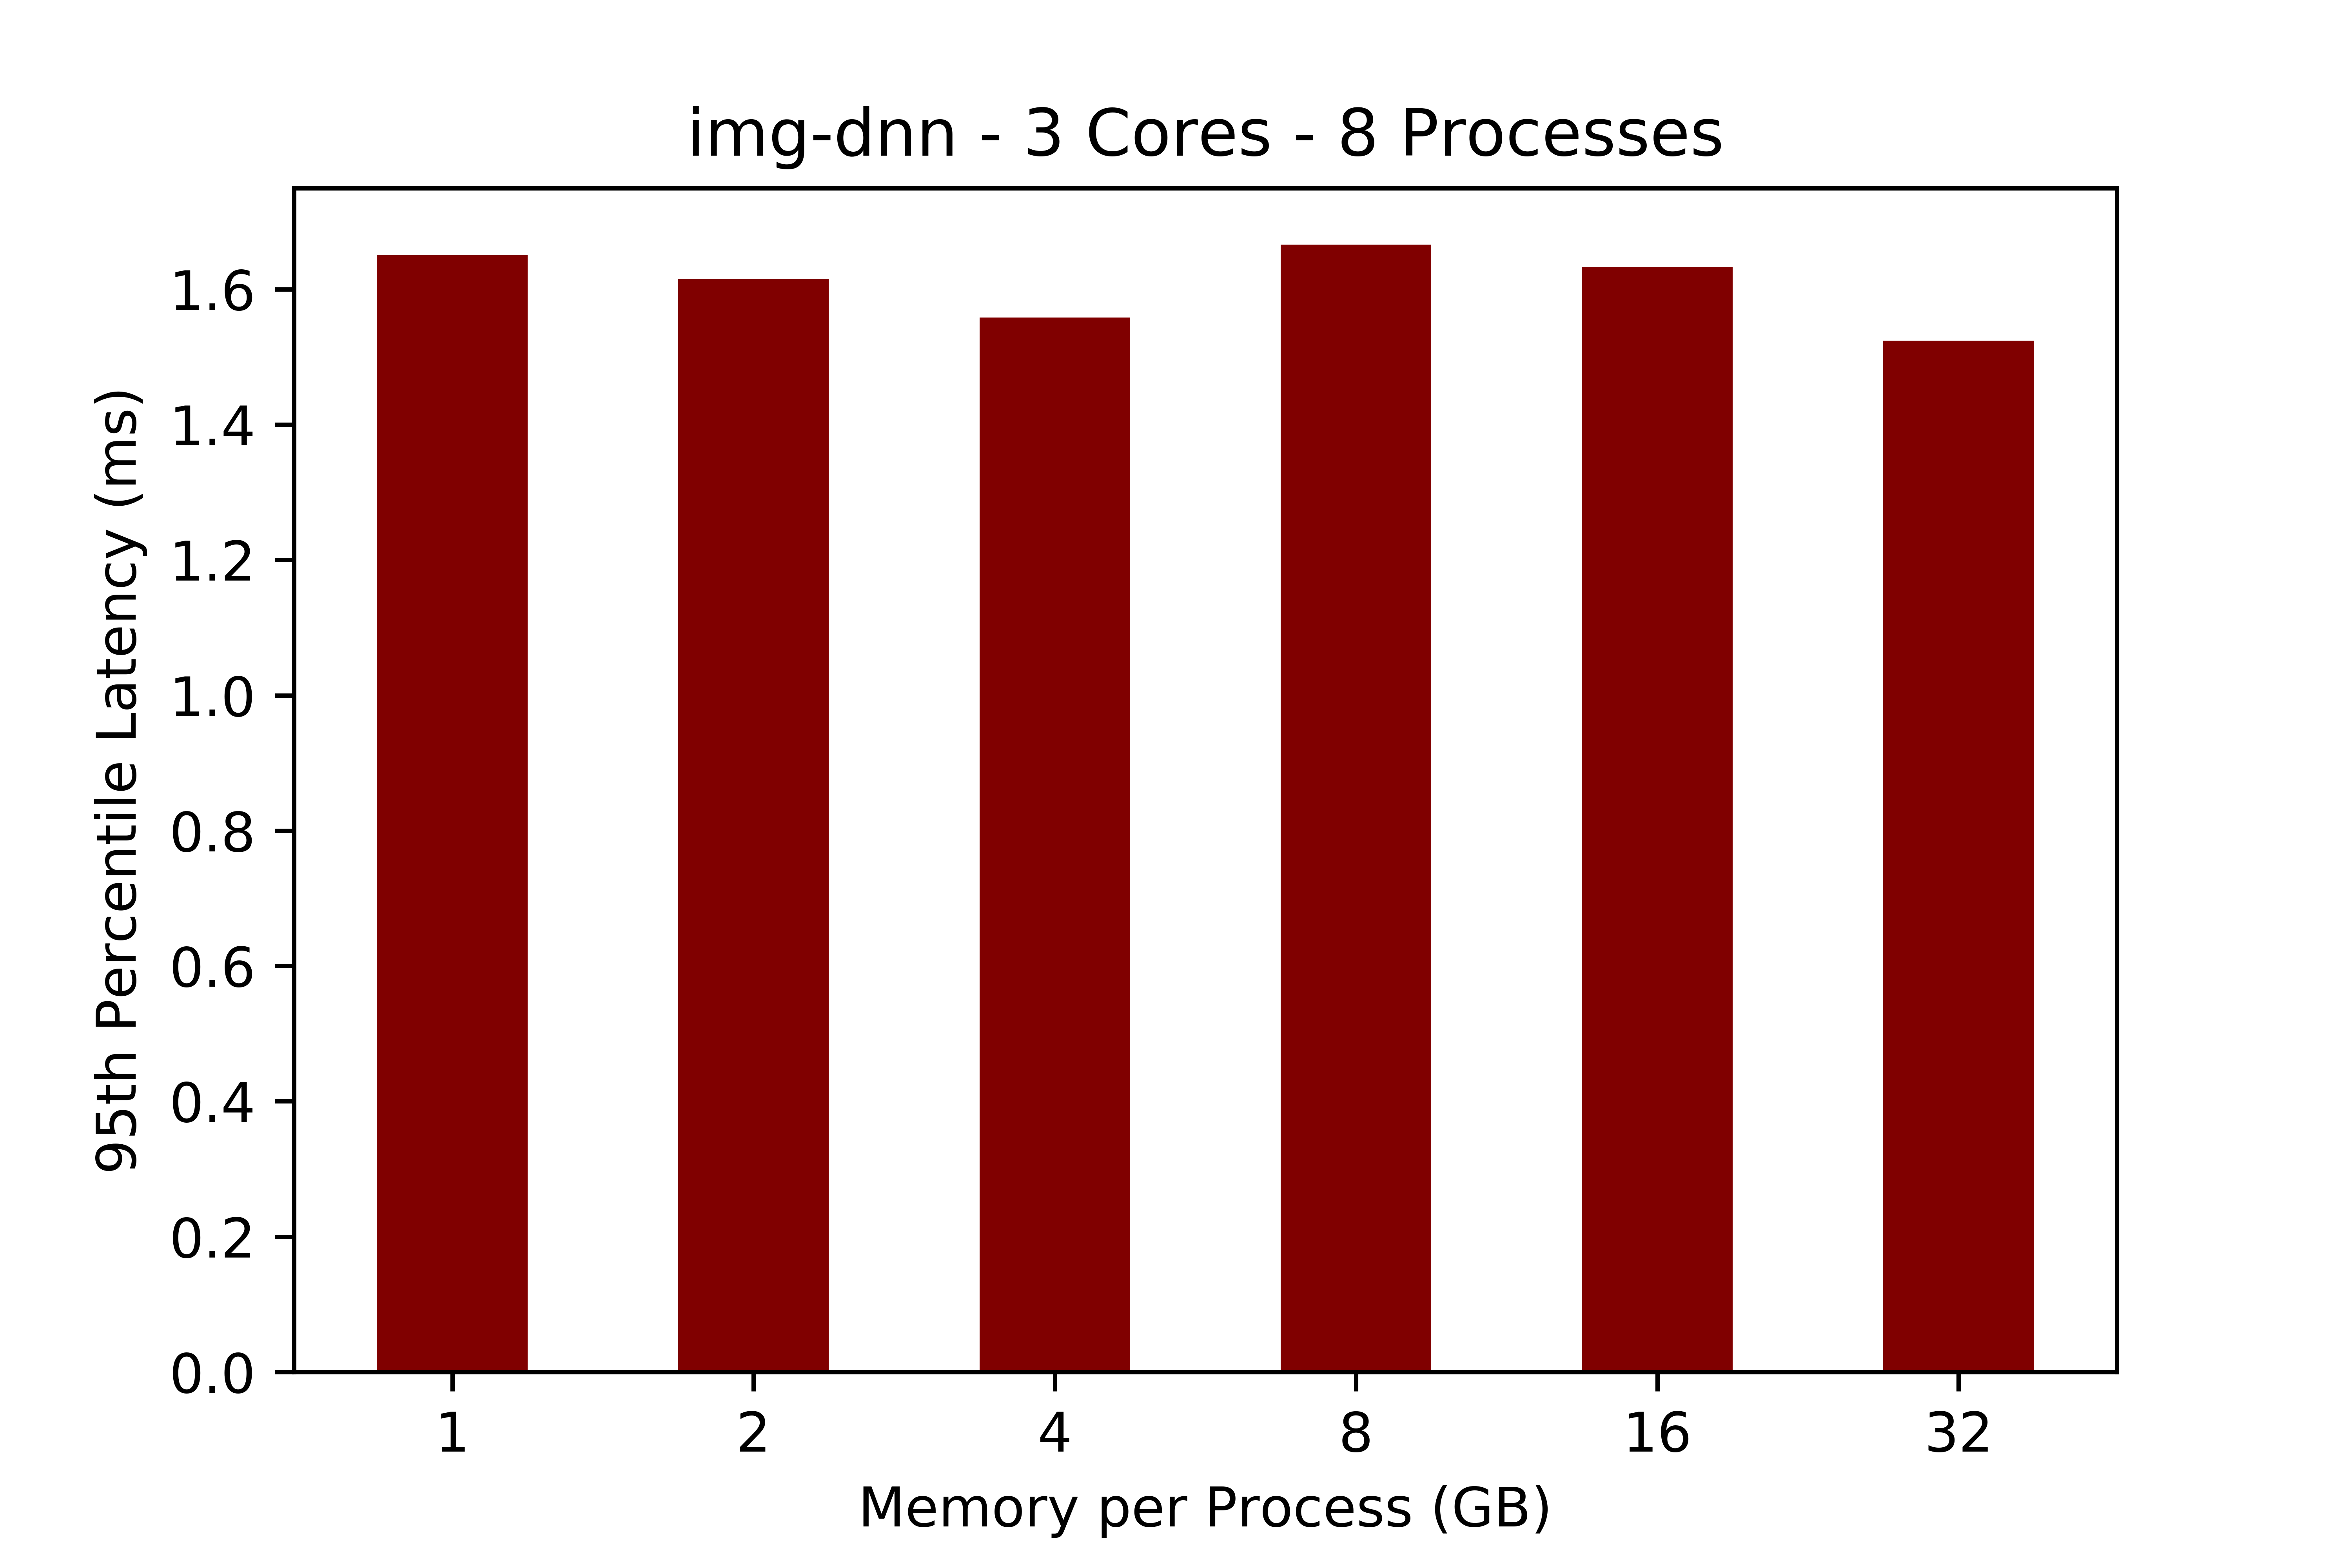 img-dnn - 3 Cores - 8 Processes
95th Percentile Latency (ms)
1.6
1.4
1.2
1.0
0.8
0.6
0.4
0.2
0.0
1 2 4 8 16 32
Memory per Process (GB)